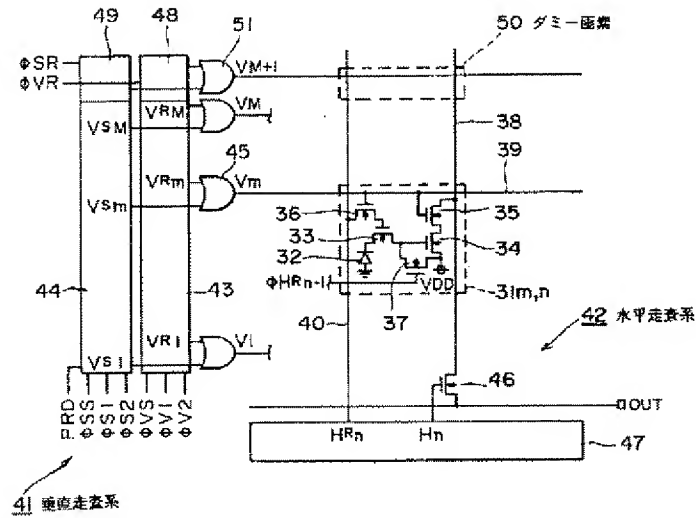 49
48
51
50 ダミー画素
φSR
φVR
VM+1
VRM
VM
VSM
38
45
39
VRm
Vm
VSm
36
35
33
34
32
φHRn-1
VDD
37
31m,n
44
43
40
42 水平走査系
VR1
V1
VS1
46
PRD
φSS
φS1
φS2
φVS
φV1
φV2
OUT
HRn
Hn
47
41 垂直走査系